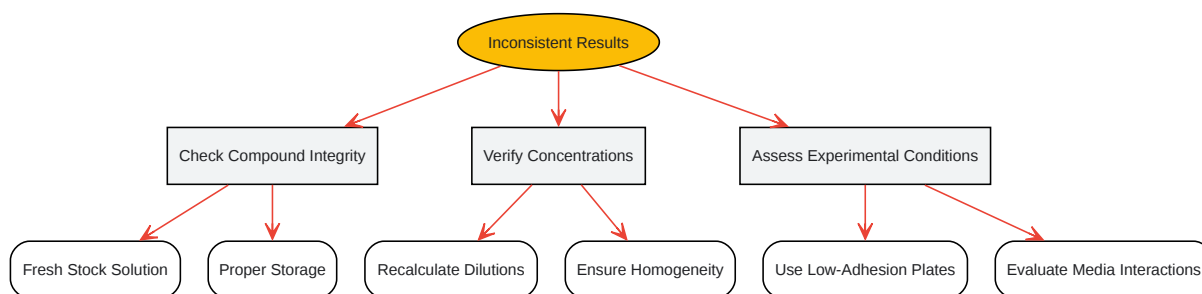 Inconsistent Results
Check Compound Integrity
Verify Concentrations
Assess Experimental Conditions
Fresh Stock Solution
Proper Storage
Recalculate Dilutions
Ensure Homogeneity
Use Low-Adhesion Plates
Evaluate Media Interactions